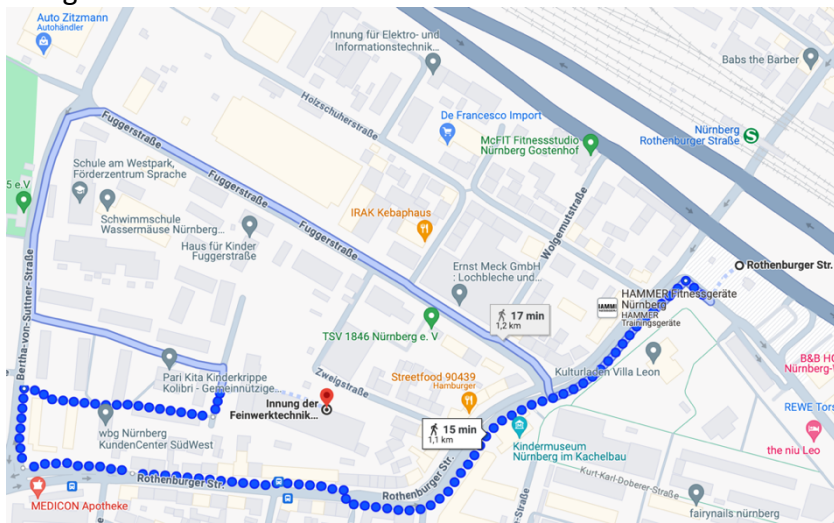 Auto Zitzmann
Autohändler
Innung für Elektro- und
Informationstechnik...
Babs the Barber
Holzschuherstraße
De Francesco Import
McFIT Fitnessstudio
Nürnberg Gostenhof
Nürnberg
Rothenburger Straße
Fuggerstraße
Schule am Westpark,
Förderzentrum Sprache
5 e.V
Schwimmschule
Wassermäuse Nürnberg...
Fuggerstraße
IRAK Kebaphaus
Wolgemutstraße
Haus für Kinder
Fuggerstraße
Fuggerstraße
Ernst Meck GmbH
: Lochbleche und...
Rothenburger Str.
Bertha-von-Suttner-Straße
HAMMER Fitnessgeräte
Nürnberg
HAMMER
Trainingsgeräte
17 min
1,2 km
TSV 1846 Nürnberg e. V
B&B HO
Nürnberg-
Pari Kita Kinderkrippe
Kolibri - Gemeinnützige...
Zweigstraße
Streetfood 90439
Hamburger
Kulturladen Villa Leon
Innung der
Feinwerktechnik...
REWE Tors
wbg Nürnberg
KundenCenter SüdWest
15 min
1,1 km
Kindermuseum
Nürnberg im Kachelbau
the niu Leo
Rothenburger Str.
Rothenburger Str.
Kurt-Karl-Doberer-Straße
MEDICON Apotheke
fairynails nürnberg